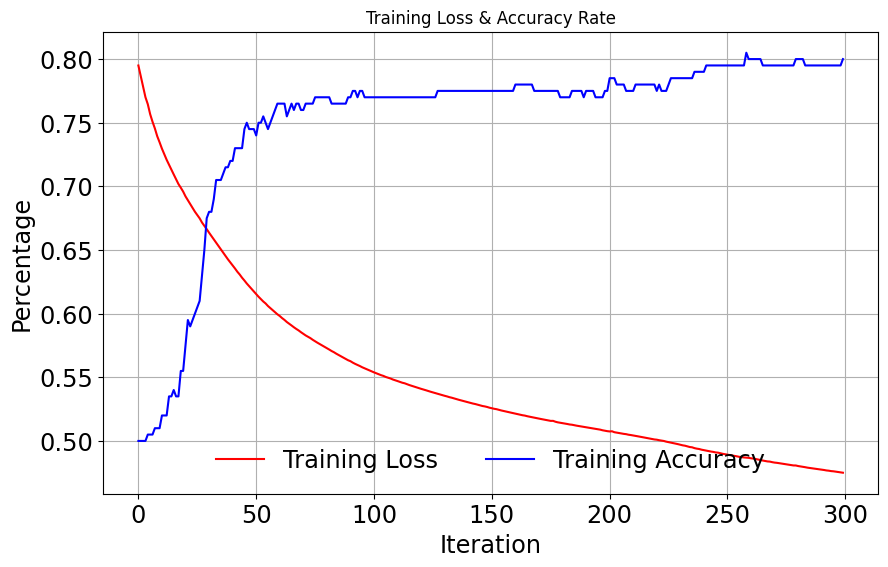 Training Loss & Accuracy Rate
Percentage
0.80
0.75
0.70
0.65
0.60
0.55
0.50
Training Loss Training Accuracy
0 50 100 150 200 250 300
Iteration